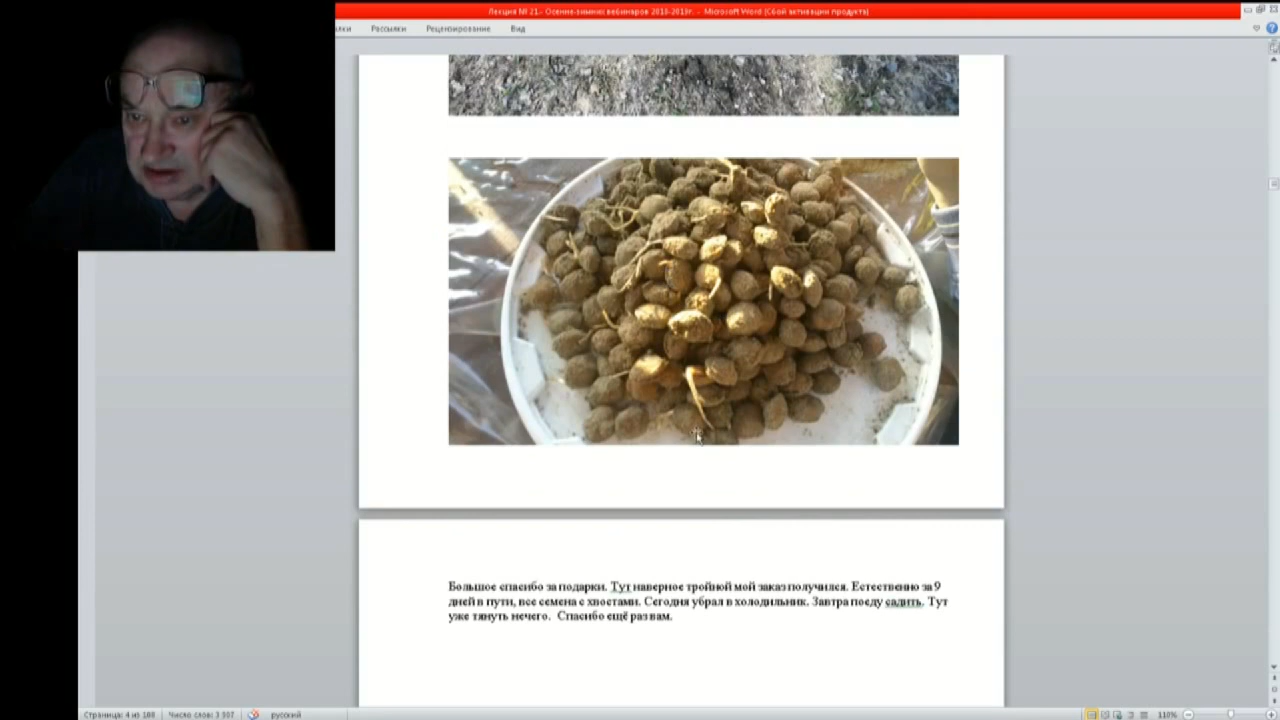 Лекция № 21.- Осенне-зимних вебинаров 2018-2019г. - Microsoft Word (Сбой активации продукта)
лки Рассылки Рецензирование Вид
Большое спасибо за подарки. Тут наверное тройной мой заказ получился. Естественно за 9
дней в пути, все семена с хвостами. Сегодня убрал в холодильник. Завтра поеду садить. Тут
уже тянуть нечего. Спасибо ещё раз вам.
Страница: 4 из 108 Число слов: 3 907 русский 110%